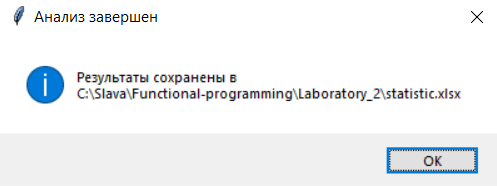 Анализ завершен
Результаты сохранены в
C:\Slava\Functional-programming\Laboratory_2\statistic.xlsx
OK